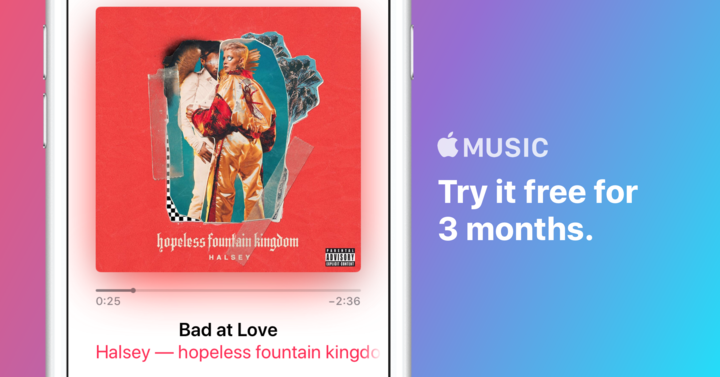 hopeless fountain kingdom
HALSEY
PARENTAL
ADVISORY
EXPLICIT CONTENT
0:25
−2:36
Bad at Love
Halsey — hopeless fountain kingdo
MUSIC
Try it free for
3 months.